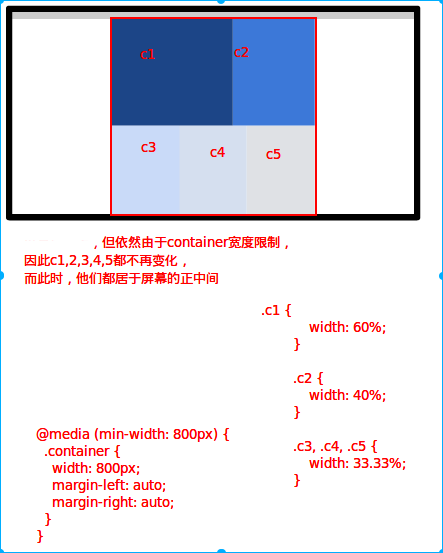 c1
c2
c3
c4
c5
，但依然由于container宽度限制，
因此c1,2,3,4,5都不再变化，
而此时，他们都居于屏幕的正中间
.c1 {
width: 60%;
}
.c2 {
width: 40%;
}
.c3, .c4, .c5 {
width: 33.33%;
}
@media (min-width: 800px) {
.container {
width: 800px;
margin-left: auto;
margin-right: auto;
}
}